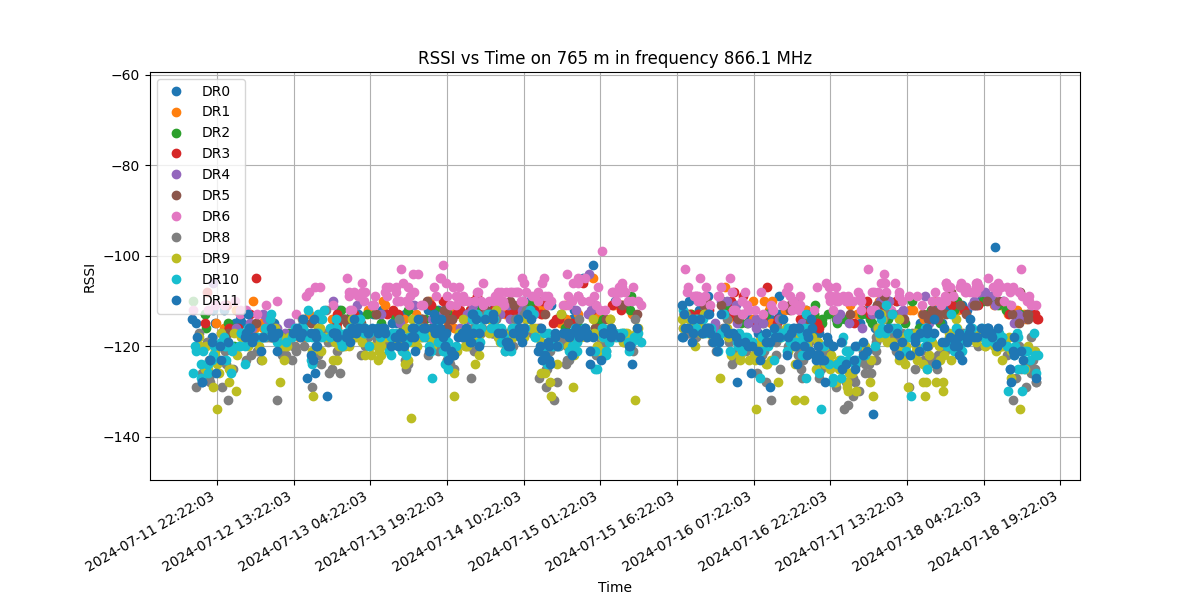 RSSI vs Time on 765 m in frequency 866.1 MHz
−60
−80
−100
−120
−140
RSSI
DR0
DR1
DR2
DR3
DR4
DR5
DR6
DR8
DR9
DR10
DR11
2024-07-11 22:22:03
2024-07-12 13:22:03
2024-07-13 04:22:03
2024-07-13 19:22:03
2024-07-14 10:22:03
2024-07-15 01:22:03
2024-07-15 16:22:03
2024-07-16 07:22:03
2024-07-16 22:22:03
2024-07-17 13:22:03
2024-07-18 04:22:03
2024-07-18 19:22:03
Time